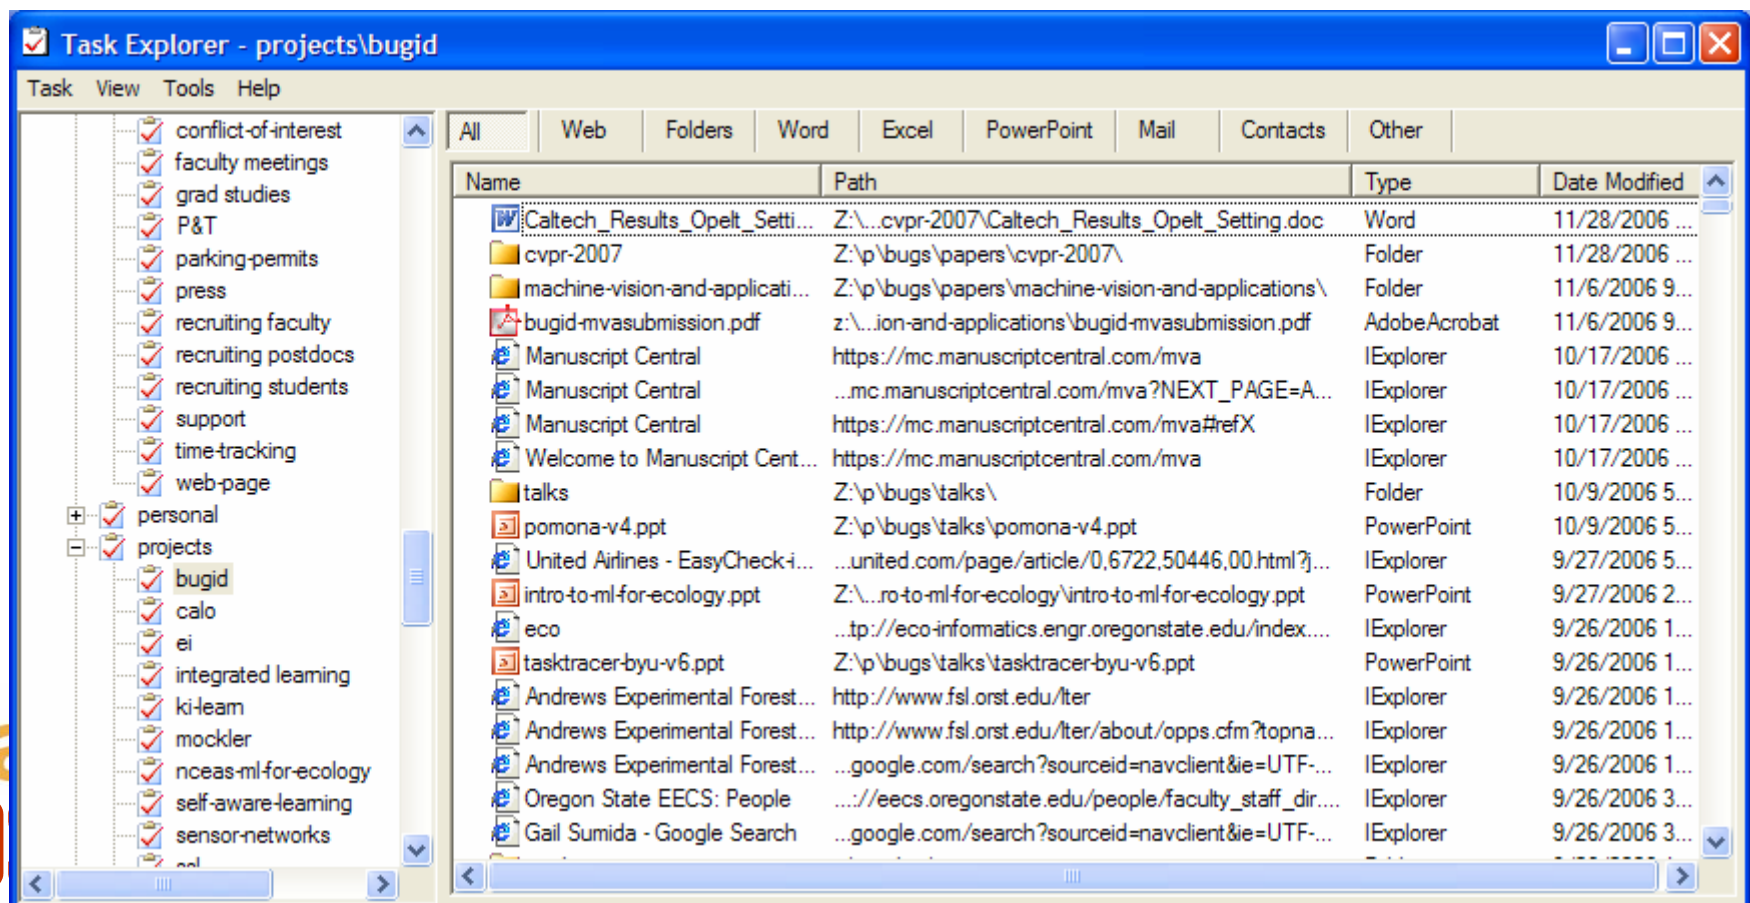 Task Explorer - projects\bugid
Task View Tools Help
conflict-of-interest
faculty meetings
grad studies
P&T
parking-permits
press
recruiting faculty
recruiting postdocs
recruiting students
support
time-tracking
web-page
personal
projects
bugid
calo
ei
integrated learning
ki-learn
mockler
nceas-ml-for-ecology
self-aware-learning
sensor-networks
All Web Folders Word Excel PowerPoint Mail Contacts Other
Name Path Type Date Modified
Caltech_Results_Opelt_Setti... Z:\...cvpr-2007\Caltech_Results_Opelt_Setting.doc Word 11/28/2006 ...
cvpr-2007 Z:\p\bugs\papers\cvpr-2007\ Folder 11/28/2006 ...
machine-vision-and-applicati... Z:\p\bugs\papers\machine-vision-and-applications\ Folder 11/6/2006 9...
bugid-mvasubmission.pdf z:\...ion-and-applications\bugid-mvasubmission.pdf AdobeAcrobat 11/6/2006 9...
Manuscript Central https://mc.manuscriptcentral.com/mva IExplorer 10/17/2006 ...
Manuscript Central ...mc.manuscriptcentral.com/mva?NEXT_PAGE=A... IExplorer 10/17/2006 ...
Manuscript Central https://mc.manuscriptcentral.com/mva#refX IExplorer 10/17/2006 ...
Welcome to Manuscript Cent... https://mc.manuscriptcentral.com/mva IExplorer 10/17/2006 ...
talks Z:\p\bugs\talks\ Folder 10/9/2006 5...
pomona-v4.ppt Z:\p\bugs\talks\pomona-v4.ppt PowerPoint 10/9/2006 5...
United Airlines - EasyCheck-i... ...united.com/page/article/0,6722,50446,00.html?j... IExplorer 9/27/2006 5...
intro-to-ml-for-ecology.ppt Z:\...ro-to-ml-for-ecology\intro-to-ml-for-ecology.ppt PowerPoint 9/27/2006 2...
eco ...tp://eco-informatics.engr.oregonstate.edu/index.... IExplorer 9/26/2006 1...
tasktracer-byu-v6.ppt Z:\p\bugs\talks\tasktracer-byu-v6.ppt PowerPoint 9/26/2006 1...
Andrews Experimental Forest... http://www.fsl.orst.edu/lter IExplorer 9/26/2006 1...
Andrews Experimental Forest... http://www.fsl.orst.edu/lter/about/opps.cfm?topna... IExplorer 9/26/2006 1...
Andrews Experimental Forest... ...google.com/search?sourceid=navclient&ie=UTF-... IExplorer 9/26/2006 1...
Oregon State EECS: People ...://eecs.oregonstate.edu/people/faculty_staff_dir.... IExplorer 9/26/2006 3...
Gail Sumida - Google Search ...google.com/search?sourceid=navclient&ie=UTF-... IExplorer 9/26/2006 3...